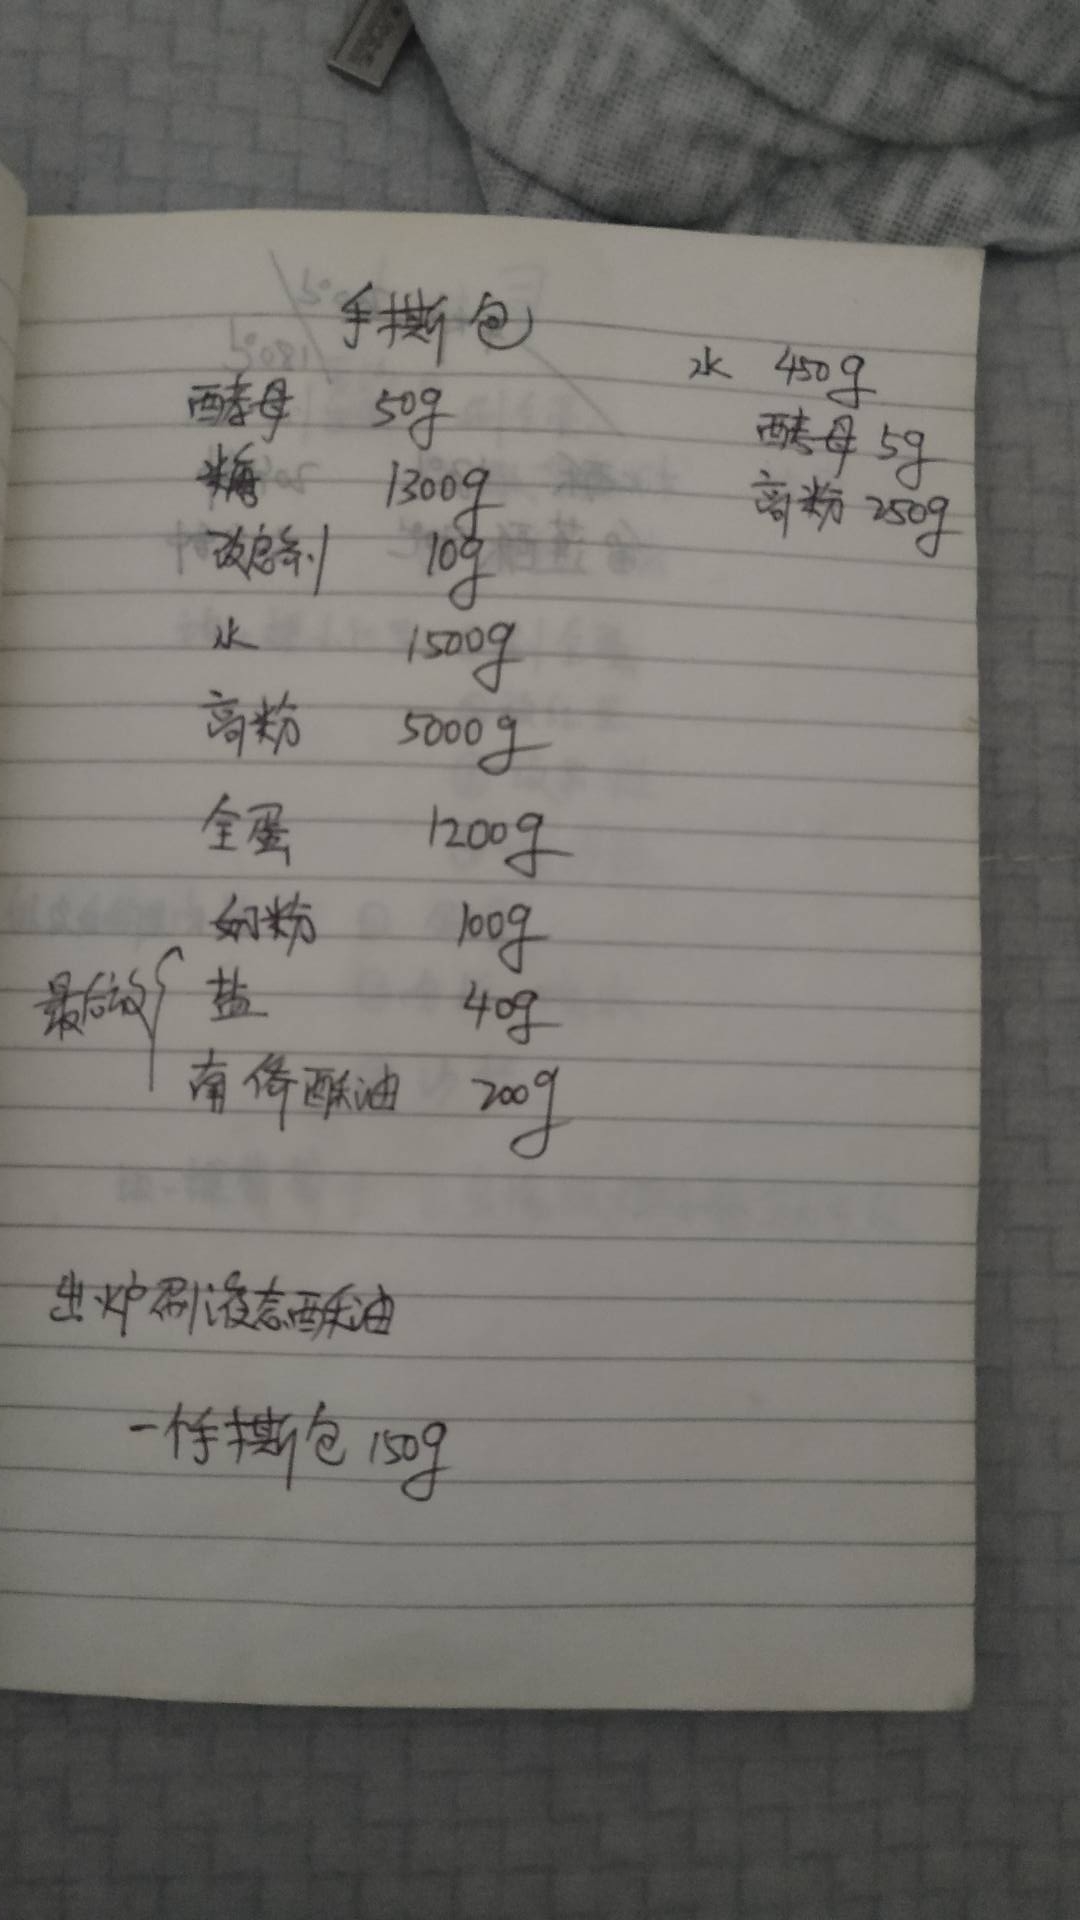 手撕包
酵母 50g
糖 1300g
改良剂 10g
水 1500g
高粉 5000g
全蛋 1200g
奶粉 100g
最后放
盐 40g
南侨酥油 200g
水 450g
酵母 5g
高粉 250g
出炉刷液态酥油
一个手撕包 150g